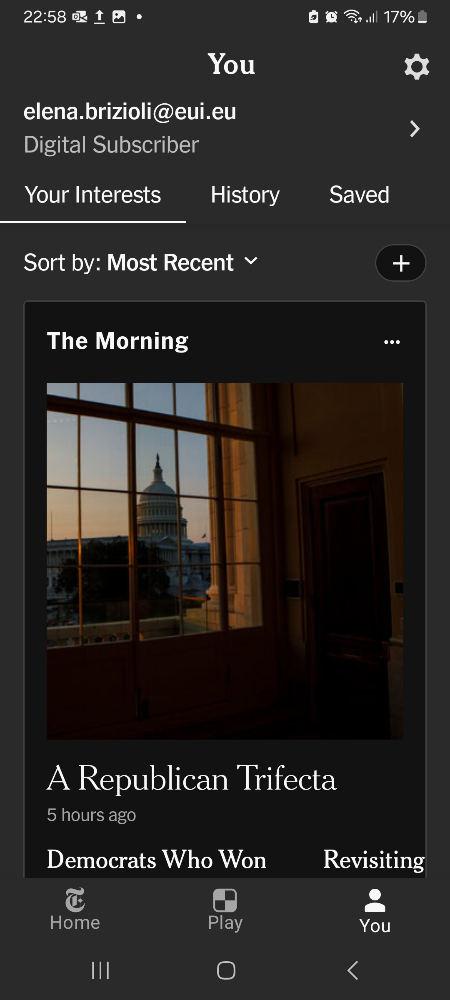 22:58
17%
You
elena.brizioli@eui.eu
Digital Subscriber
Your Interests
History
Saved
Sort by: Most Recent
The Morning
A Republican Trifecta
5 hours ago
Democrats Who Won
Revisiting
Home
Play
You